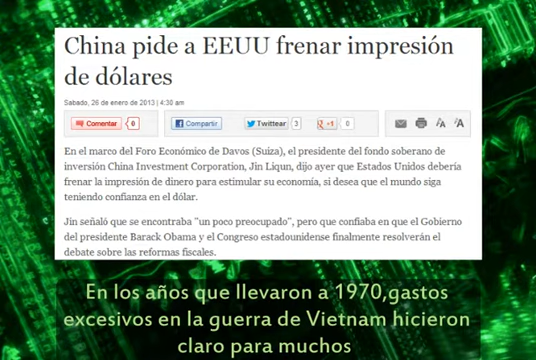 China pide a EEUU frenar impresión
de dólares
Sabado, 26 de enero de 2013 | 4:30 am
Comentar 0 Compartir Twittear 3 +1 0 A A
En el marco del Foro Económico de Davos (Suiza), el presidente del fondo soberano de
inversión China Investment Corporation, Jin Liqun, dijo ayer que Estados Unidos debería
frenar la impresión de dinero para estimular su economía, si desea que el mundo siga
teniendo confianza en el dólar.
Jin señaló que se encontraba "un poco preocupado", pero que confiaba en que el Gobierno
del presidente Barack Obama y el Congreso estadounidense finalmente resolverán el
debate sobre las reformas fiscales.
En los años que llevaron a 1970,gastos
excesivos en la guerra de Vietnam hicieron
claro para muchos